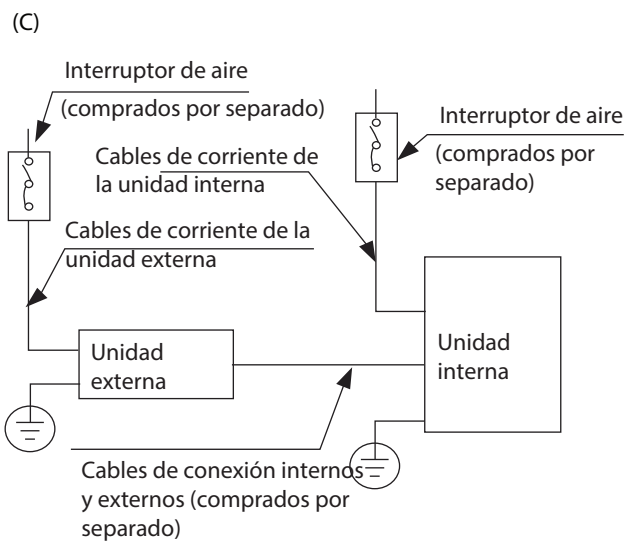 (C)
Interruptor de aire
(comprados por separado)
Interruptor de aire
(comprados por
separado)
Cables de corriente de
la unidad interna
Cables de corriente de la
unidad externa
Unidad
externa
Unidad
interna
Cables de conexión internos
y externos (comprados por
separado)